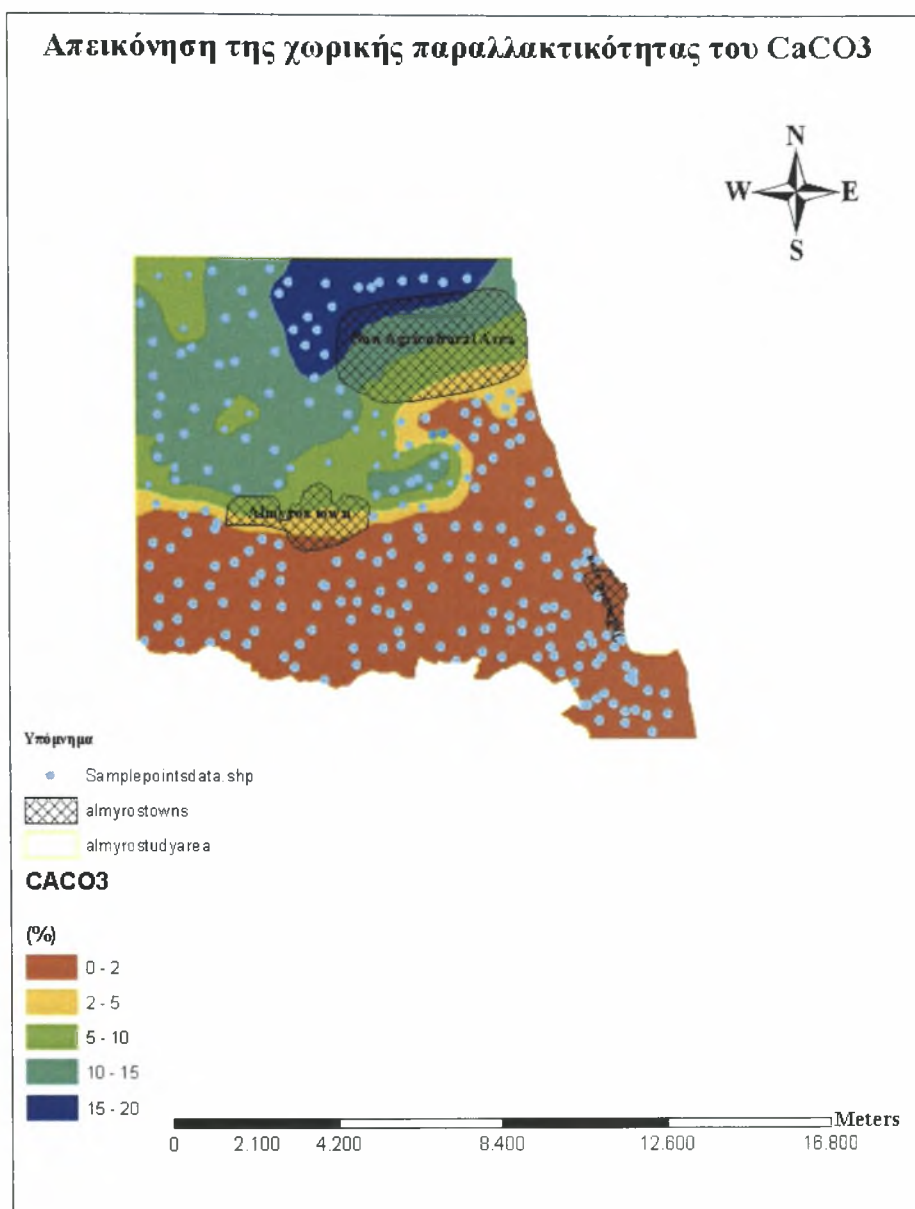 Απεικόνηση της χωρικής παραλλακτικότητας του CaCO3
N
W E
S
Agricultural Area
Almyros town
Υπόμνημα
Samplepointsdata.shp
almyrostowns
almyrostudyarea
CACO3
(%)
0 - 2
2 - 5
5 - 10
10 - 15
15 - 20
Meters
0 2.100 4.200 8.400 12.600 16.800